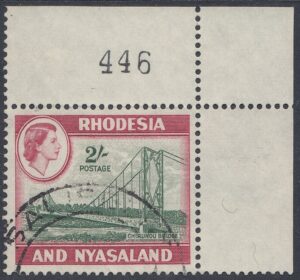 446
RHODESIA
2/-
POSTAGE
CHIRUNDU BRIDGE
AND NYASALAND